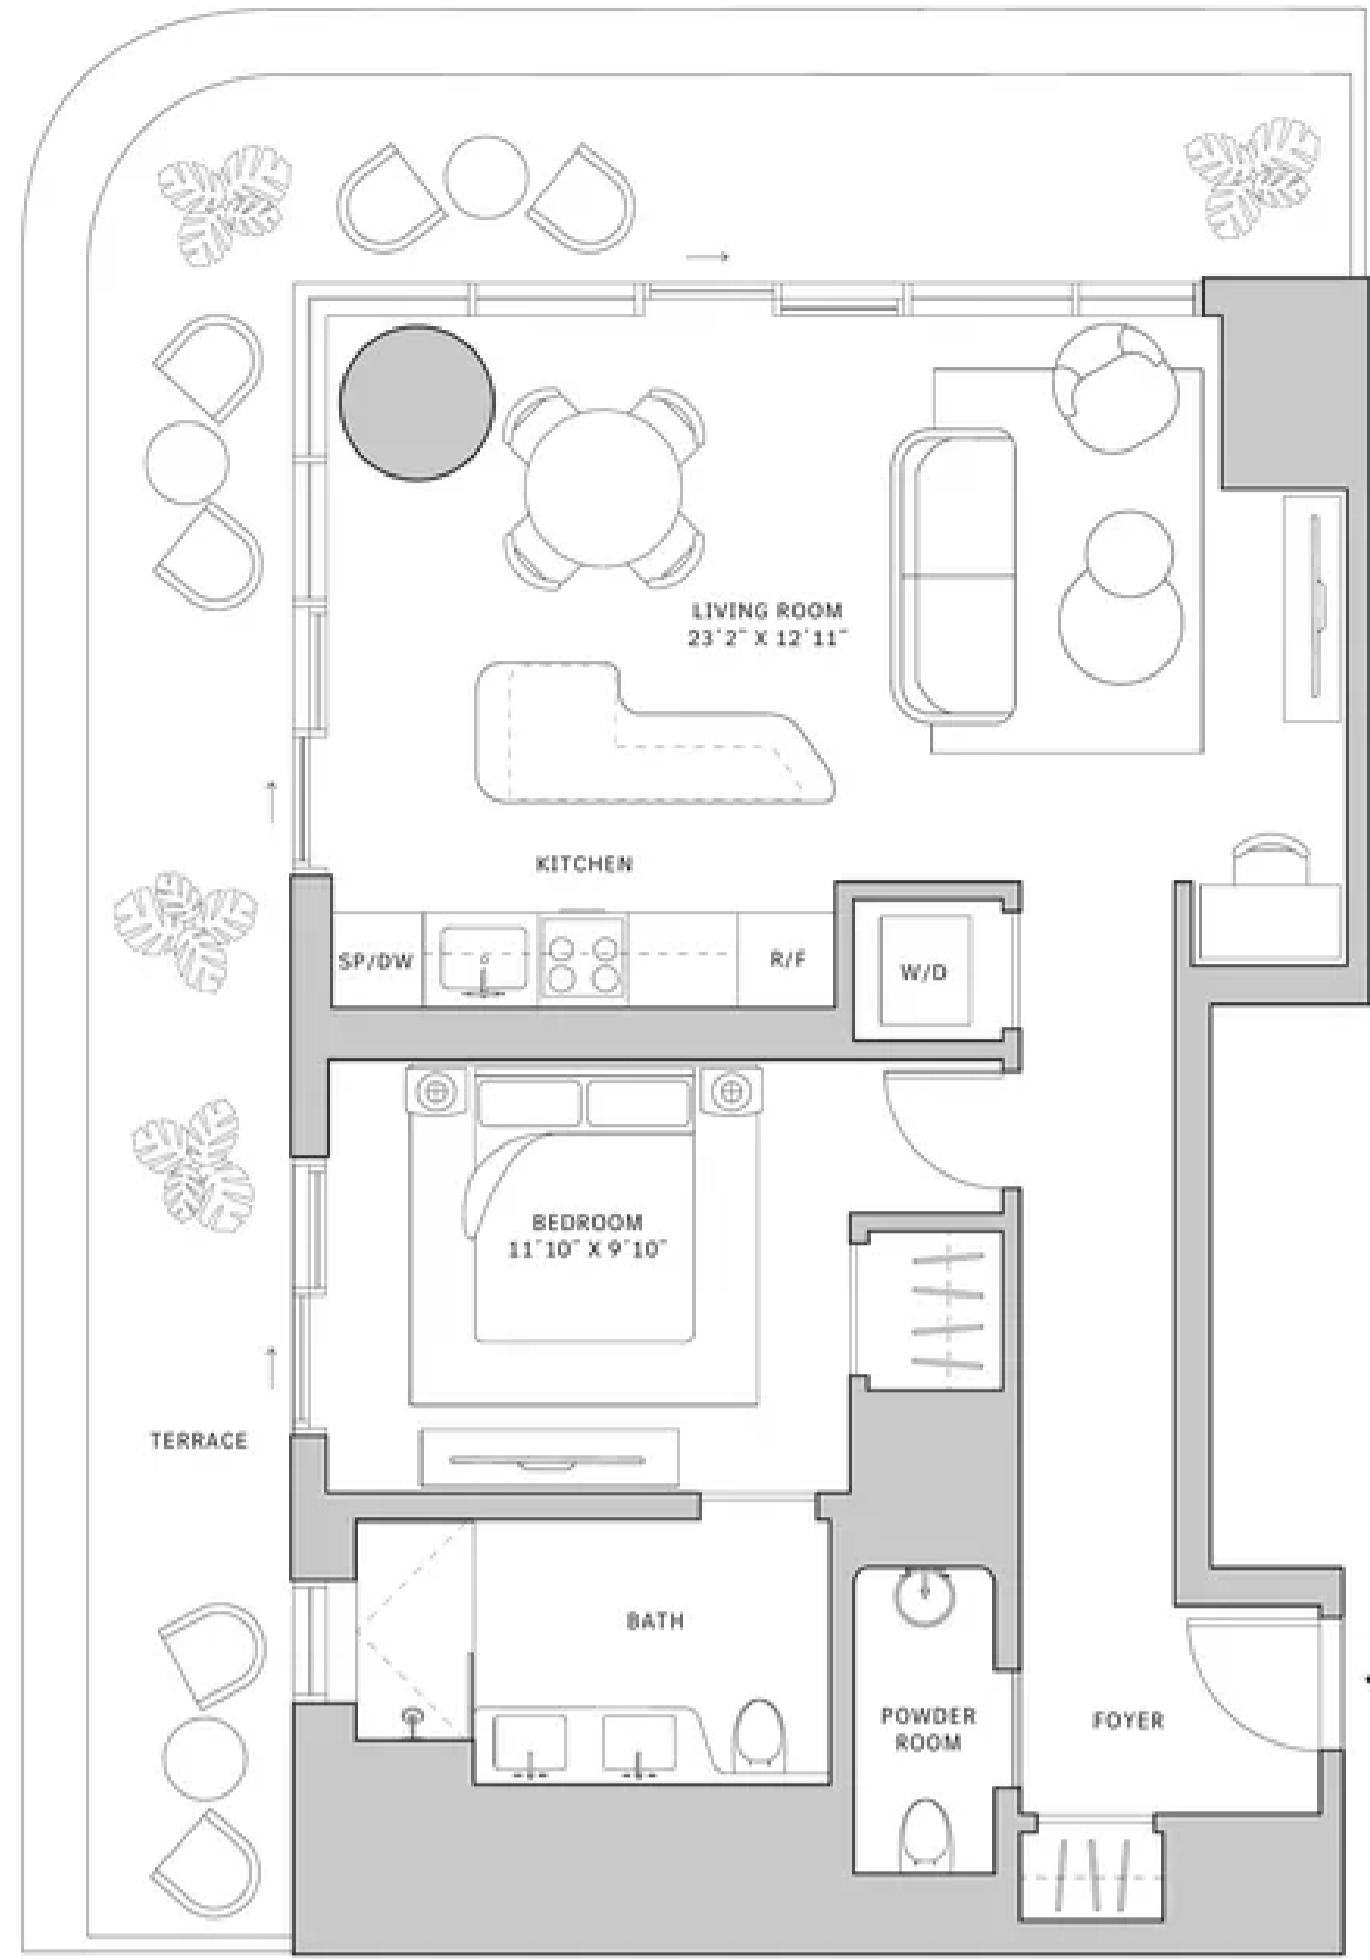 LIVING ROOM
23'2" X 12'11"
KITCHEN
SP/DW
R/F
W/D
BEDROOM
11'10" X 9'10"
TERRACE
BATH
POWDER
ROOM
FOYER